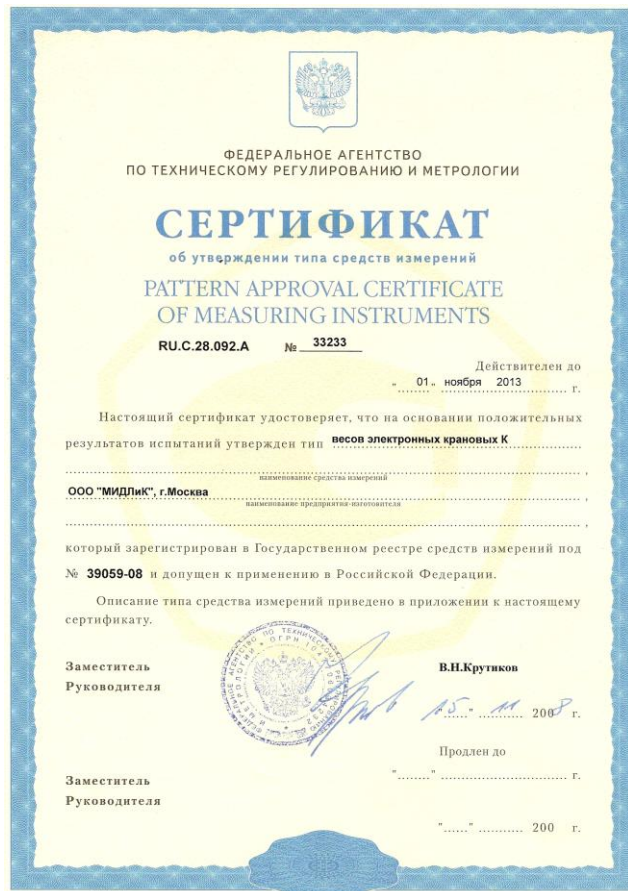 ФЕДЕРАЛЬНОЕ АГЕНТСТВО
ПО ТЕХНИЧЕСКОМУ РЕГУЛИРОВАНИЮ И МЕТРОЛОГИИ
СЕРТИФИКАТ
об утверждении типа средств измерений
PATTERN APPROVAL CERTIFICATE
OF MEASURING INSTRUMENTS
RU.C.28.092.A № 33233
Действителен до
" 01 " ноября 2013 г.
Настоящий сертификат удостоверяет, что на основании положительных
результатов испытаний утвержден тип весов электронных крановых К
наименование средства измерений
ООО "МИДЛиК", г.Москва
наименование предприятия-изготовителя
который зарегистрирован в Государственном реестре средств измерений под
№ 39059-08 и допущен к применению в Российской Федерации.
Описание типа средства измерений приведено в приложении к настоящему
сертификату.
Заместитель
Руководителя
В.Н.Крутиков
"15" 11 2008 г.
Продлен до
"......" ............................ г.
Заместитель
Руководителя
"......" ........... 200 г.